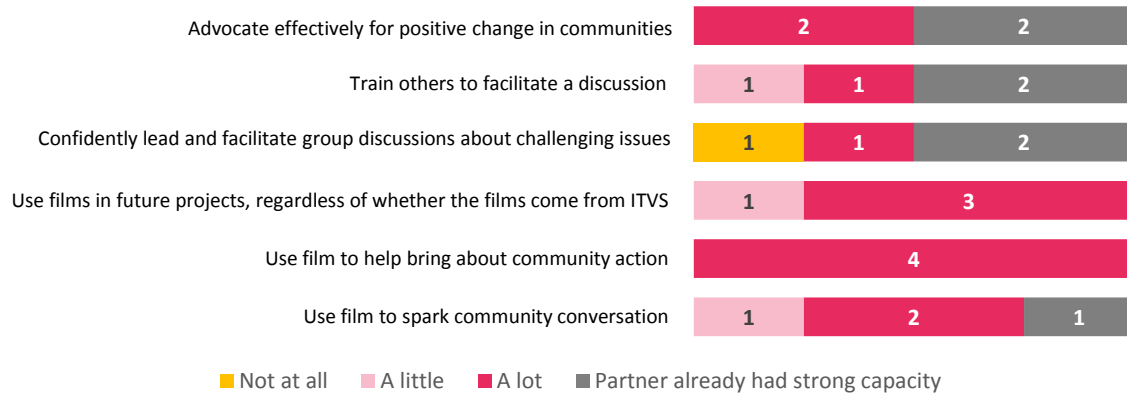 Advocate effectively for positive change in communities 2 2
Train others to facilitate a discussion 1 1 2
Confidently lead and facilitate group discussions about challenging issues 1 1 2
Use films in future projects, regardless of whether the films come from ITVS 1 3
Use film to help bring about community action 4
Use film to spark community conversation 1 2 1
Not at all A little A lot Partner already had strong capacity